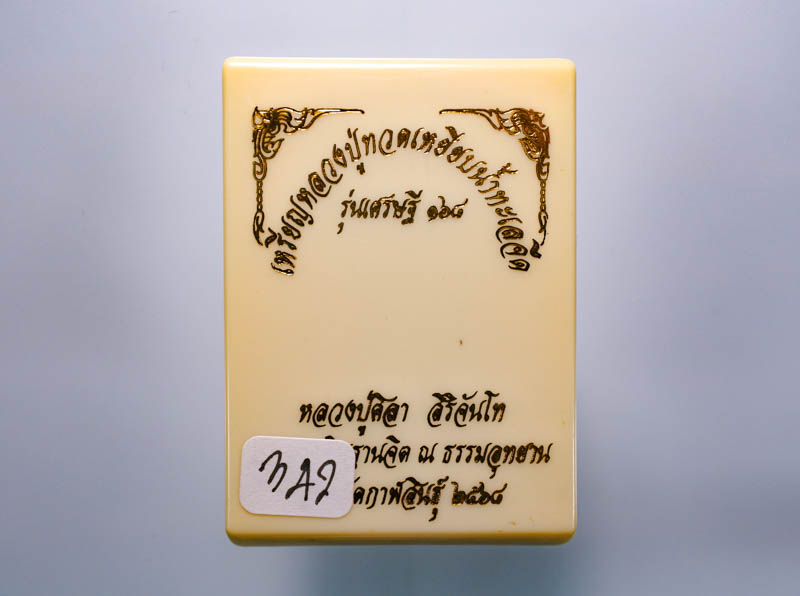 เหรียญหลวงปู่ทวดเหยียบน้ำทะเลจืด
รุ่นเศรษฐี ๑๖๘
หลวงปู่ศิลา สิริจันโท
ณ ธรรมอุทยาน
๒๕๖๘